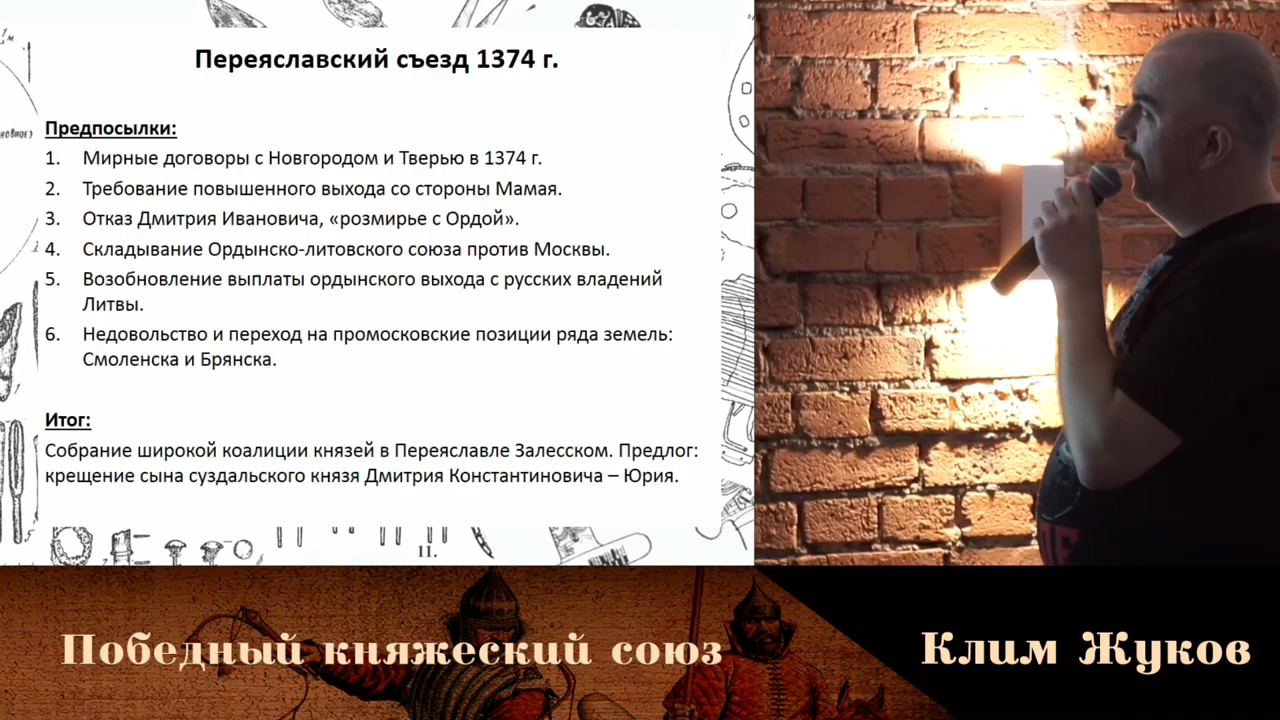 Переяславский съезд 1374 г.
Предпосылки:
1. Мирные договоры с Новгородом и Тверью в 1374 г.
2. Требование повышенного выхода со стороны Мамая.
3. Отказ Дмитрия Ивановича, «розмирье с Ордой».
4. Складывание Ордынско-литовского союза против Москвы.
5. Возобновление выплаты ордынского выхода с русских владений
Литвы.
6. Недовольство и переход на промосковские позиции ряда земель:
Смоленска и Брянска.
Итог:
Собрание широкой коалиции князей в Переяславле Залесском. Предлог:
крещение сына суздальского князя Дмитрия Константиновича – Юрия.
II.
Победный княжеский союз
Клим Жуков